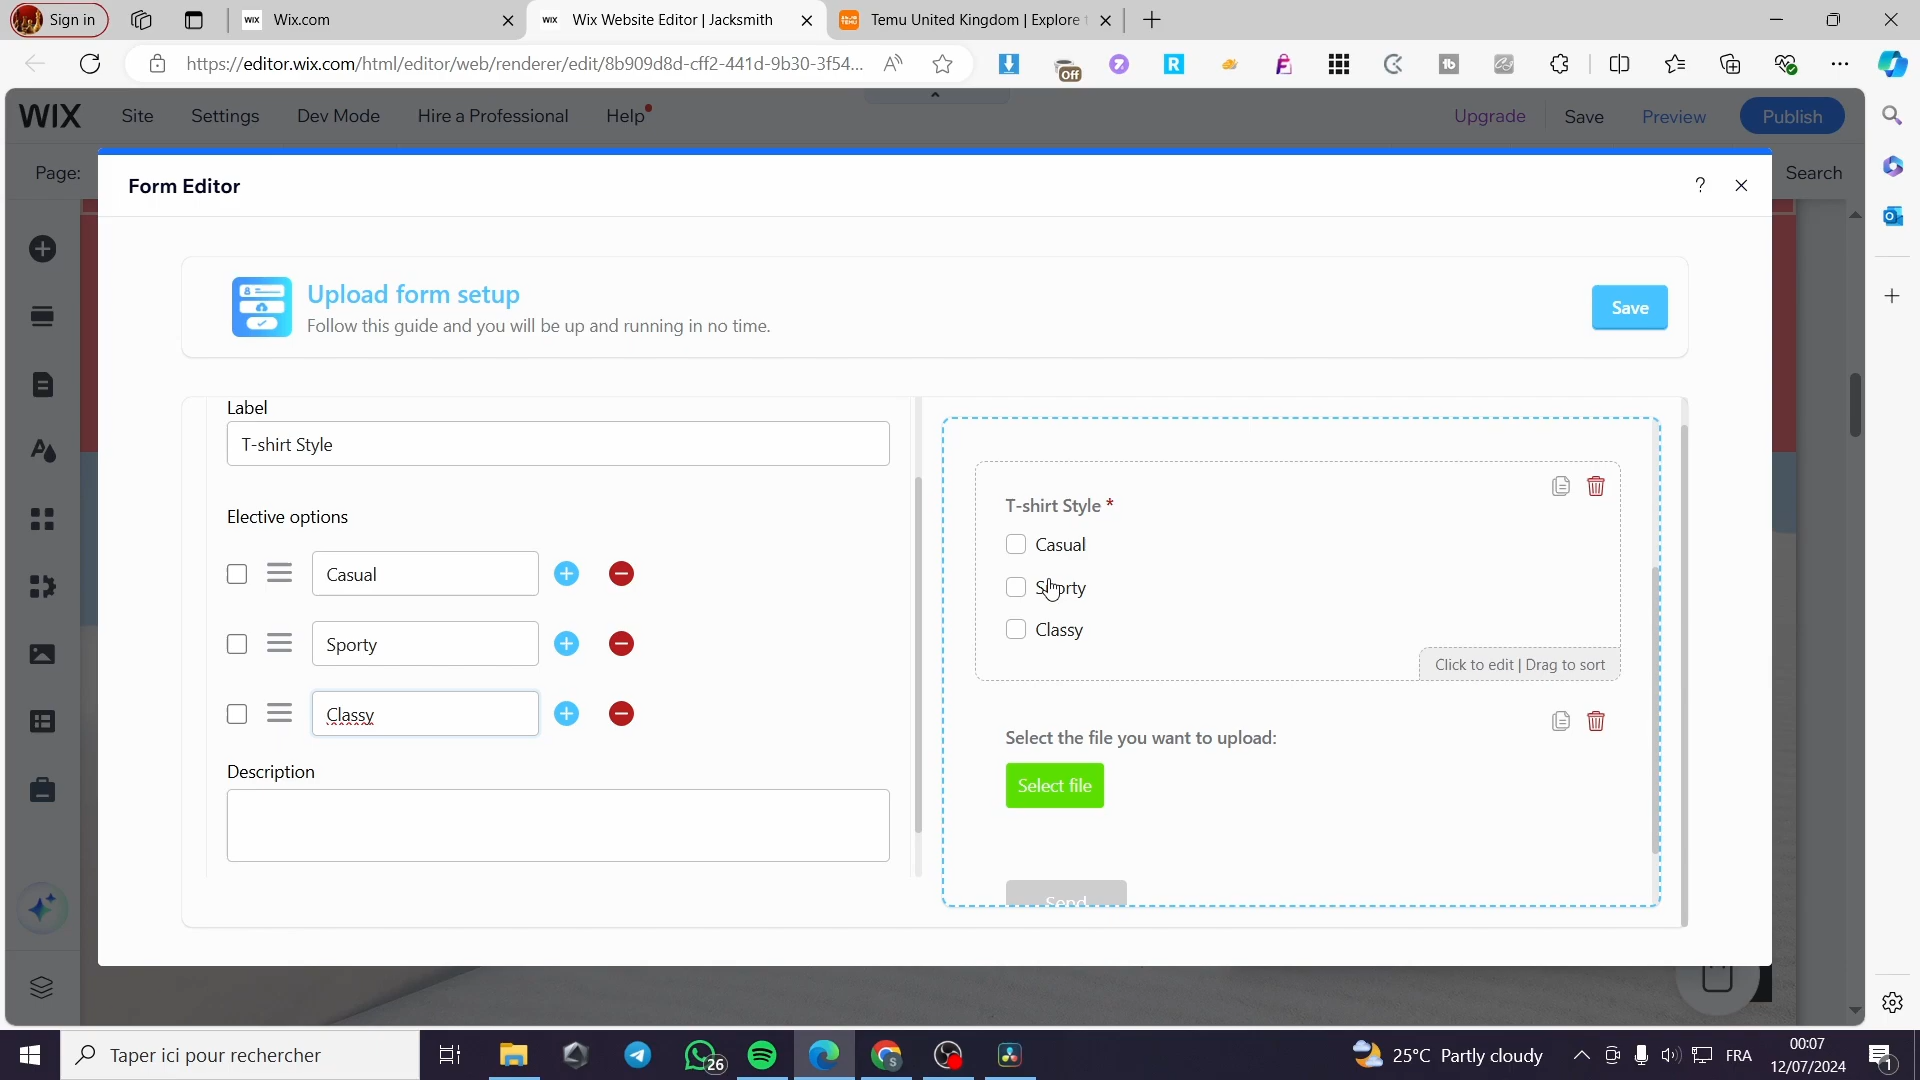 Sign in
Wix.com
Wix Website Editor | Jacksmith
Temu United Kingdom | Explore
https://editor.wix.com/html/editor/web/renderer/edit/8b909d8d-cff2-441d-9b30-3f54...
Off
WIX
Site
Settings
Dev Mode
Hire a Professional
Help
Upgrade
Save
Preview
Publish
Page:
Search
Form Editor
?
Upload form setup
Follow this guide and you will be up and running in no time.
Save
Label
T-shirt Style
Elective options
Casual
Sporty
Classy
Description
T-shirt Style *
Casual
Sporty
Classy
Click to edit | Drag to sort
Select the file you want to upload:
Select file
Send
Taper ici pour rechercher
26
25°C Partly cloudy
FRA
00:07
12/07/2024
1